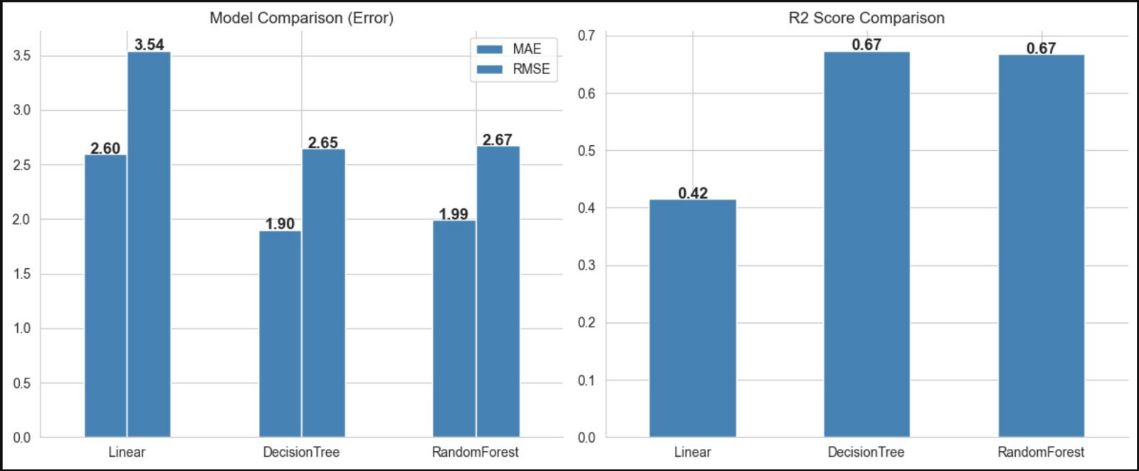 Model Comparison (Error)
MAE
RMSE
3.5
3.0
2.5
2.0
1.5
1.0
0.5
0.0
2.60
3.54
1.90
2.65
1.99
2.67
Linear
DecisionTree
RandomForest
R2 Score Comparison
0.7
0.6
0.5
0.4
0.3
0.2
0.1
0.0
0.42
0.67
0.67
Linear
DecisionTree
RandomForest